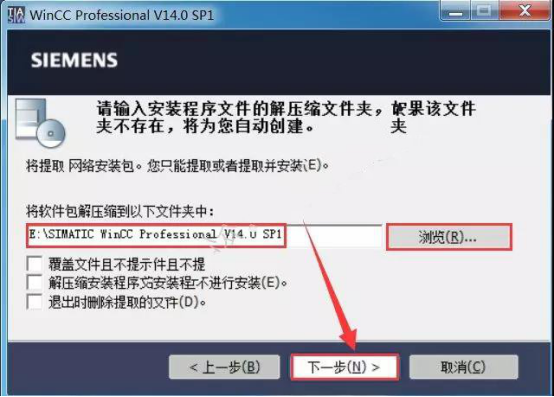 WinCC Professional V14.0 SP1
SIEMENS
请输入安装程序文件的解压缩文件夹，如果该文件
夹不存在，将为您自动创建。 夹
将提取 网络安装包。您只能提取或者提取并安装(E)。
将软件包解压缩到以下文件夹中:
E:\SIMATIC WinCC Professional V14.0 SP1
浏览(R)...
覆盖文件且不提示件且不提
解压缩安装程序 不进行安装(E)。
退出时删除提取的文件(D)。
< 上一步(B)
下一步(N) >
取消(C)